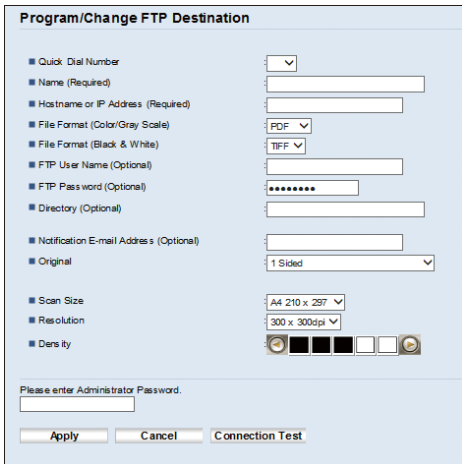 Program/Change FTP Destination
Quick Dial Number :
Name (Required) :
Hostname or IP Address (Required) :
File Format (Color/Gray Scale) : PDF
File Format (Black & White) : TIFF
FTP User Name (Optional) :
FTP Password (Optional) : ••••••••
Directory (Optional) :
Notification E-mail Address (Optional) :
Original : 1 Sided
Scan Size : A4 210 x 297
Resolution : 300 x 300dpi
Density :
Please enter Administrator Password.
Apply Cancel Connection Test